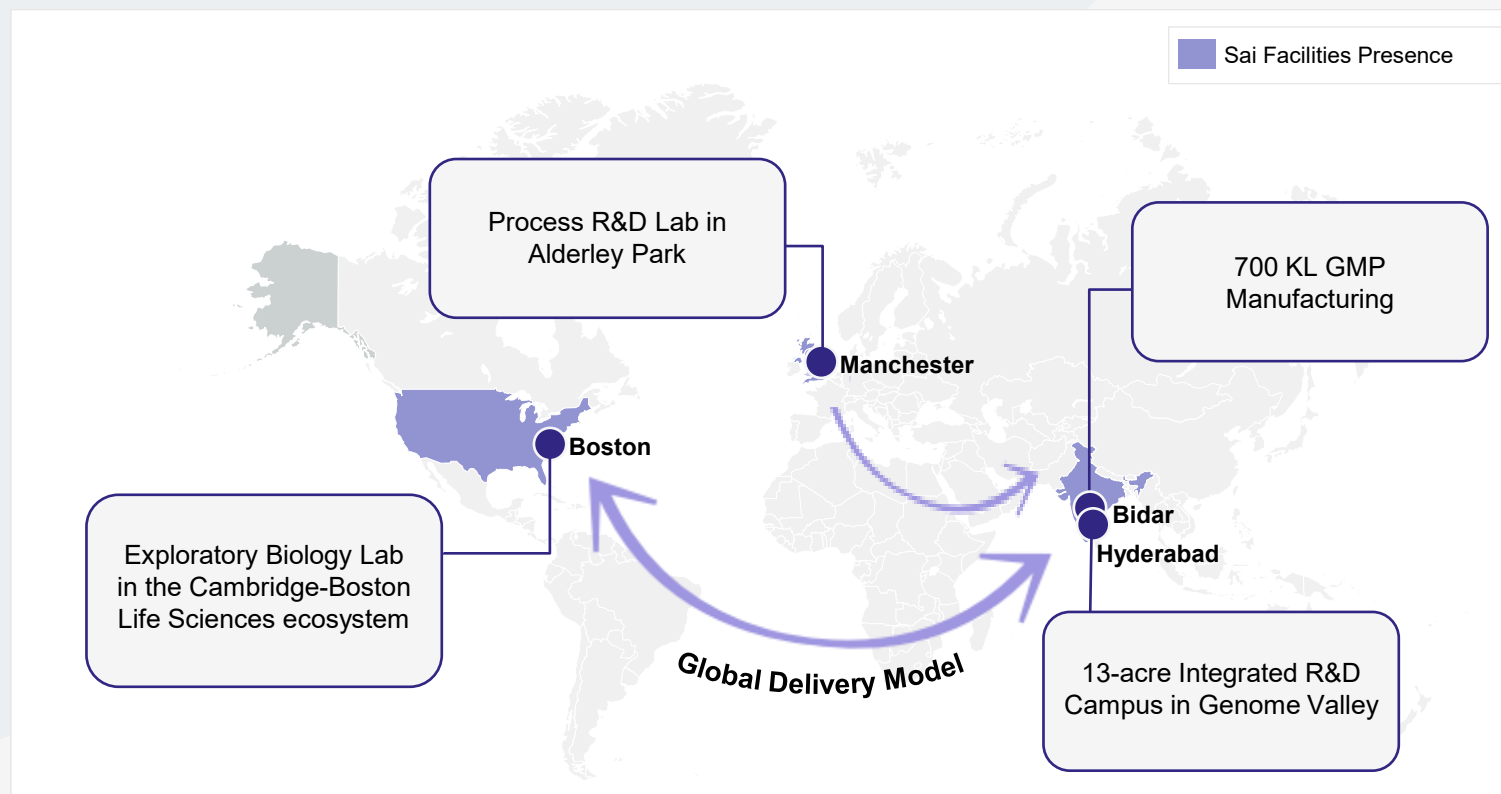 Sai Facilities Presence
Process R&D Lab in
Alderley Park
700 KL GMP
Manufacturing
Manchester
Boston
Bidar
Hyderabad
Exploratory Biology Lab
in the Cambridge-Boston
Life Sciences ecosystem
Global Delivery Model
13-acre Integrated R&D
Campus in Genome Valley